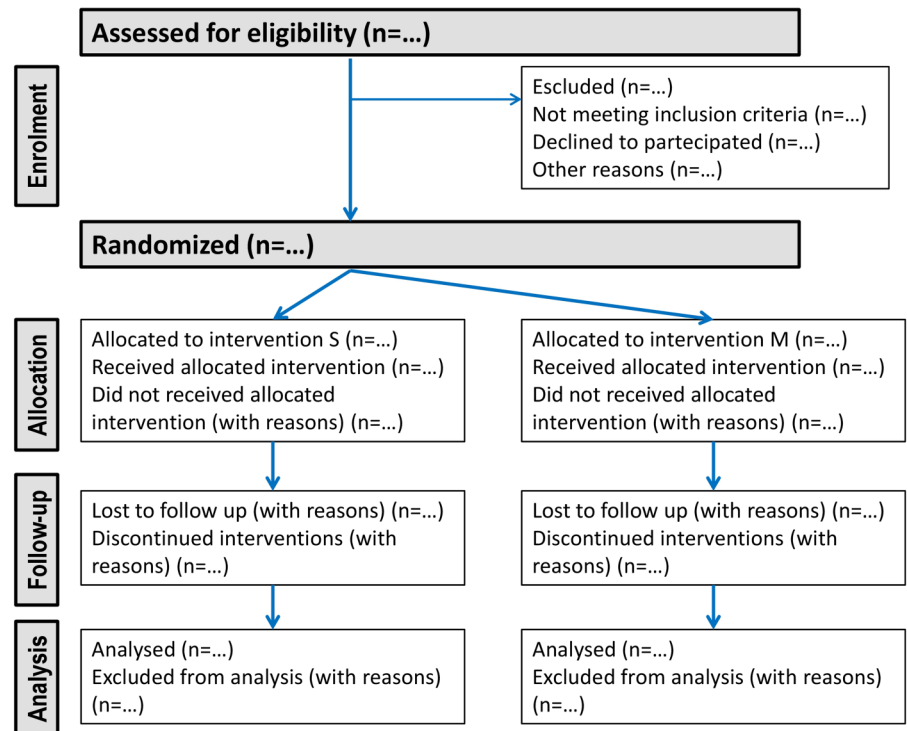 Assessed for eligibility (n=...)
Enrolment
Escluded (n=...)
Not meeting inclusion criteria (n=...)
Declined to partecipated (n=...)
Other reasons (n=...)
Randomized (n=...)
Allocation
Allocated to intervention S (n=...)
Received allocated intervention (n=...)
Did not received allocated
intervention (with reasons) (n=...)
Allocated to intervention M (n=...)
Received allocated intervention (n=...)
Did not received allocated
intervention (with reasons) (n=...)
Follow-up
Lost to follow up (with reasons) (n=...)
Discontinued interventions (with
reasons) (n=...)
Lost to follow up (with reasons) (n=...)
Discontinued interventions (with
reasons) (n=...)
Analysis
Analysed (n=...)
Excluded from analysis (with reasons)
(n=...)
Analysed (n=...)
Excluded from analysis (with reasons)
(n=...)